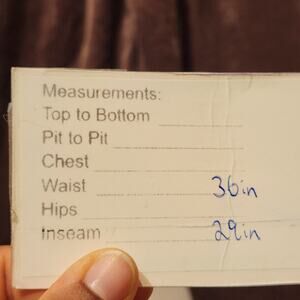 Measurements:
Top to Bottom
Pit to Pit
Chest
Waist 36in
Hips
Inseam 29in